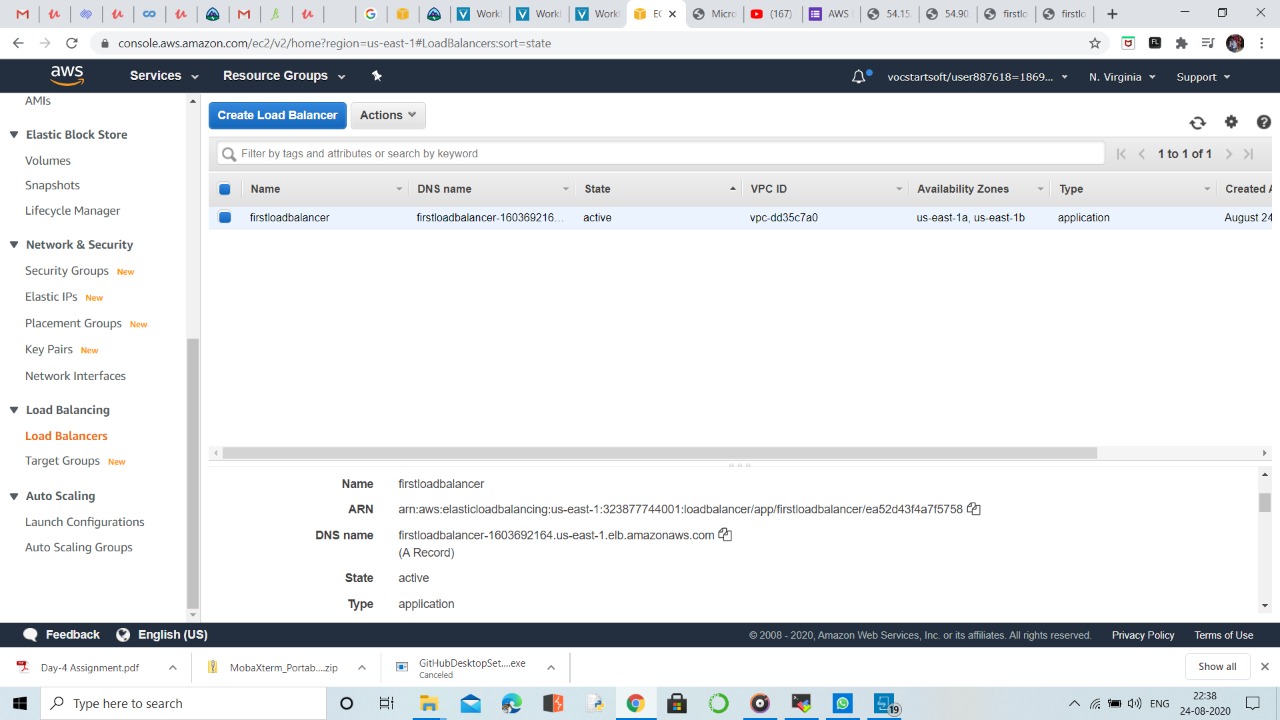 Work
Work
Work
EC
Micro
(167)
AWS
54.15
54.90
firstlo
firstlo
console.aws.amazon.com/ec2/v2/home?region=us-east-1#LoadBalancers:sort=state
aws
Services
Resource Groups
vocstartsoft/user887618=1869...
N. Virginia
Support
AMIs
Elastic Block Store
Volumes
Snapshots
Lifecycle Manager
Network & Security
Security Groups New
Elastic IPs New
Placement Groups New
Key Pairs New
Network Interfaces
Load Balancing
Load Balancers
Target Groups New
Auto Scaling
Launch Configurations
Auto Scaling Groups
Create Load Balancer
Actions
Filter by tags and attributes or search by keyword
1 to 1 of 1
Name DNS name State VPC ID Availability Zones Type Created A
firstloadbalancer firstloadbalancer-160369216... active vpc-dd35c7a0 us-east-1a, us-east-1b application August 24
Name firstloadbalancer
ARN arn:aws:elasticloadbalancing:us-east-1:323877744001:loadbalancer/app/firstloadbalancer/ea52d43f4a7f5758
DNS name firstloadbalancer-1603692164.us-east-1.elb.amazonaws.com
(A Record)
State active
Type application
Feedback
English (US)
© 2008 - 2020, Amazon Web Services, Inc. or its affiliates. All rights reserved.
Privacy Policy
Terms of Use
Day-4 Assignment.pdf
MobaXterm_Portab....zip
GitHubDesktopSet....exe
Canceled
Show all
Type here to search
19
ENG
22:38
24-08-2020